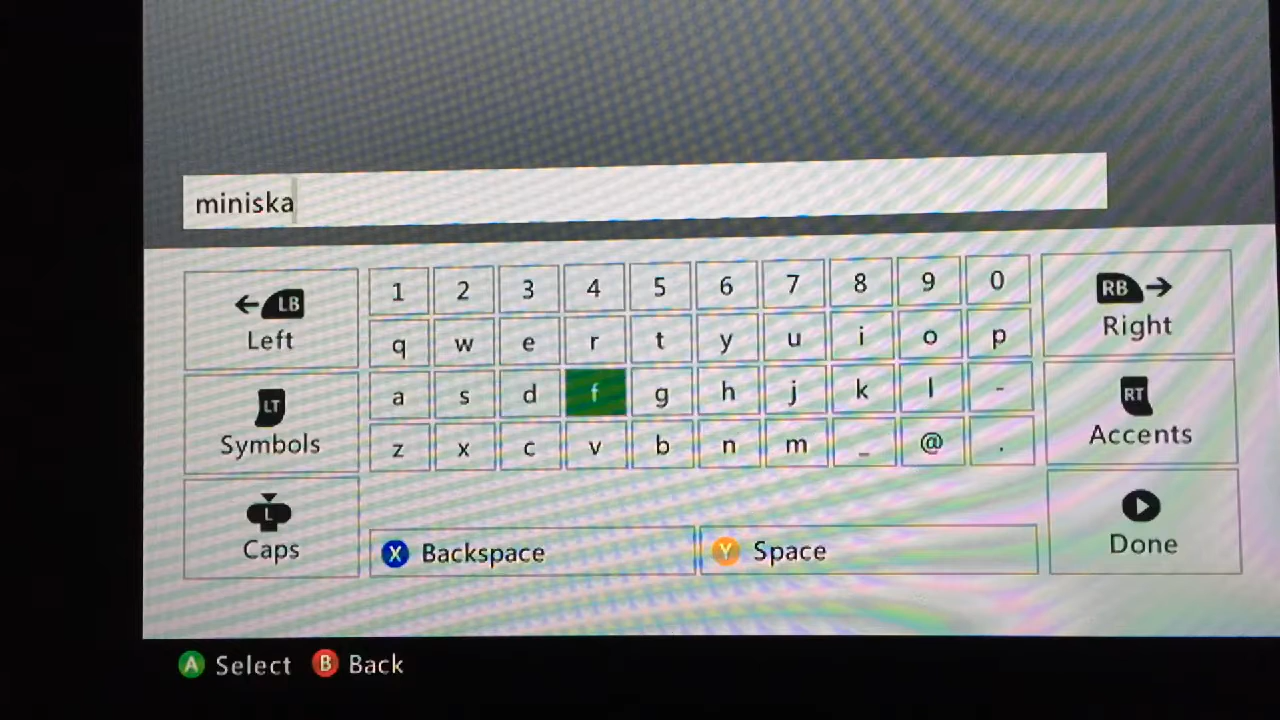 miniska
LB
Left
1 2 3 4 5 6 7 8 9 0
RB
Right
q w e r t y u i o p
LT
Symbols
a s d f g h j k l -
RT
Accents
z x c v b n m _ @ .
L
Caps
X Backspace
Y Space
Done
A Select B Back